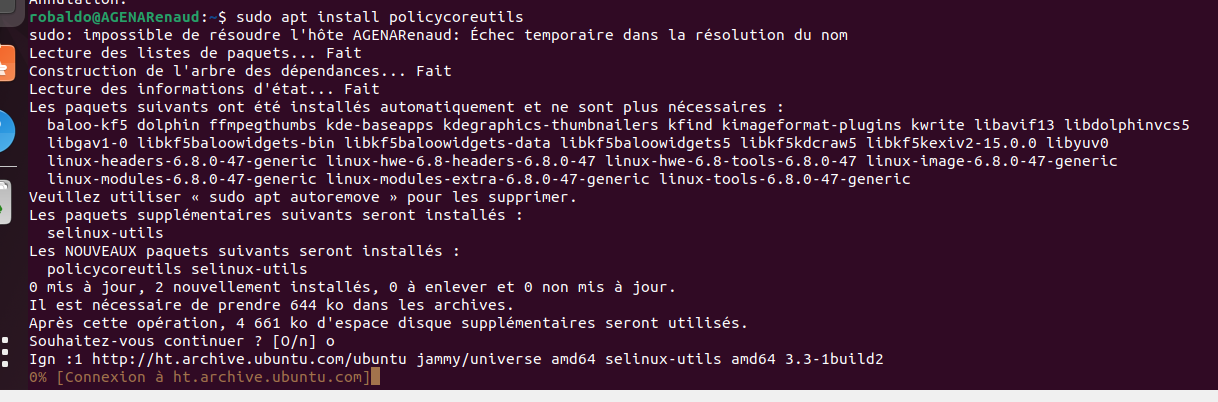 Annulation.
robaldo@AGENARenaud:~$ sudo apt install policycoreutils
sudo: impossible de résoudre l'hôte AGENARenaud: Échec temporaire dans la résolution du nom
Lecture des listes de paquets... Fait
Construction de l'arbre des dépendances... Fait
Lecture des informations d'état... Fait
Les paquets suivants ont été installés automatiquement et ne sont plus nécessaires :
  baloo-kf5 dolphin ffmpegthumbs kde-baseapps kdegraphics-thumbnailers kfind kimageformat-plugins kwrite libavif13 libdolphinvcs5
  libgav1-0 libkf5baloowidgets-bin libkf5baloowidgets-data libkf5baloowidgets5 libkf5kdcraw5 libkf5kexiv2-15.0.0 libyuv0
  linux-headers-6.8.0-47-generic linux-hwe-6.8-headers-6.8.0-47 linux-hwe-6.8-tools-6.8.0-47 linux-image-6.8.0-47-generic
  linux-modules-6.8.0-47-generic linux-modules-extra-6.8.0-47-generic linux-tools-6.8.0-47-generic
Veuillez utiliser « sudo apt autoremove » pour les supprimer.
Les paquets supplémentaires suivants seront installés :
  selinux-utils
Les NOUVEAUX paquets suivants seront installés :
  policycoreutils selinux-utils
0 mis à jour, 2 nouvellement installés, 0 à enlever et 0 non mis à jour.
Il est nécessaire de prendre 644 ko dans les archives.
Après cette opération, 4 661 ko d'espace disque supplémentaires seront utilisés.
Souhaitez-vous continuer ? [O/n] o
Ign :1 http://ht.archive.ubuntu.com/ubuntu jammy/universe amd64 selinux-utils amd64 3.3-1build2
0% [Connexion à ht.archive.ubuntu.com]